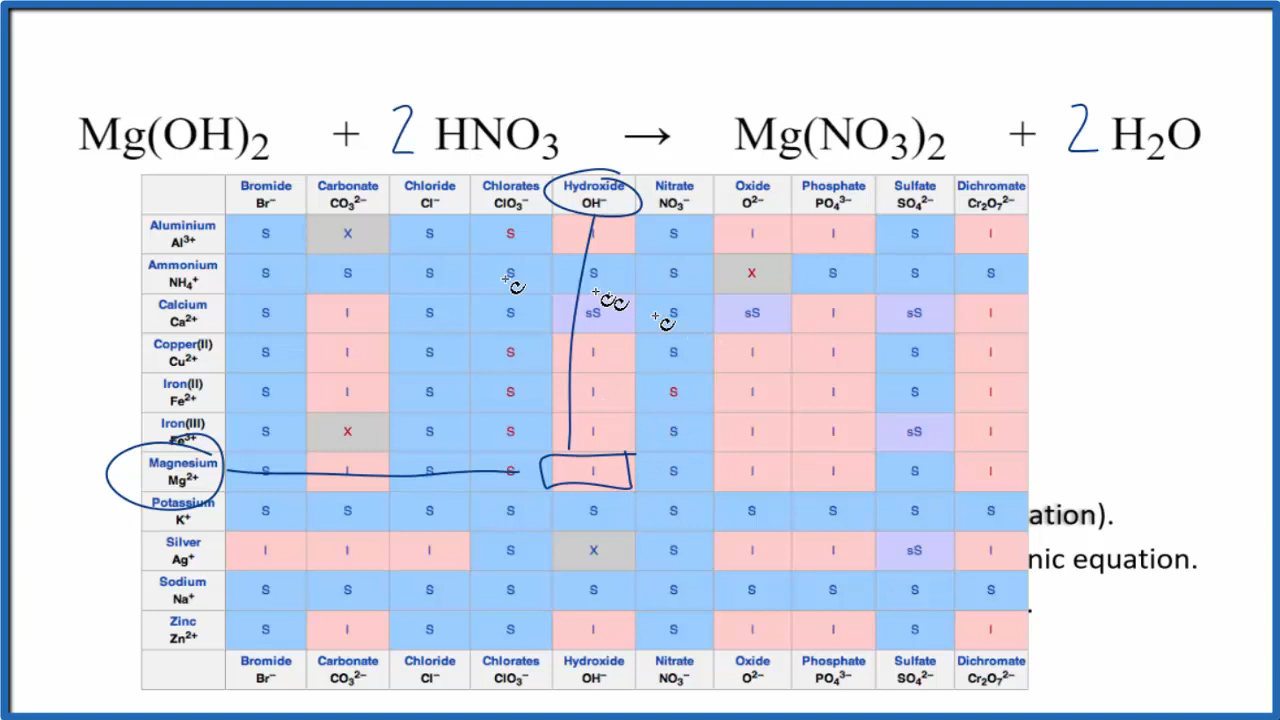 Mg(OH)₂ + 2 HNO₃ → Mg(NO₃)₂ + 2 H₂O
Bromide Carbonate Chloride Chlorates Hydroxide Nitrate Oxide Phosphate Sulfate Dichromate
Br⁻ CO₃²⁻ Cl⁻ ClO₃⁻ OH⁻ NO₃⁻ O²⁻ PO₄³⁻ SO₄²⁻ Cr₂O₇²⁻
Aluminium
Al³⁺ S X S S I S I I S I
Ammonium
NH₄⁺ S S S S S S X S S S
Calcium
Ca²⁺ S I S S sS S sS I sS I
Copper(II)
Cu²⁺ S I S S I S I I S I
Iron(II)
Fe²⁺ S I S S I S I I S I
Iron(III)
Fe³⁺ S X S S I S I I sS I
Magnesium
Mg²⁺ S I S S I S I I S I
Potassium
K⁺ S S S S S S S S S S
ation).
Silver
Ag⁺ I I I S X S I I sS I
nic equation.
Sodium
Na⁺ S S S S S S S S S S
.
Zinc
Zn²⁺ S I S S I S I I S I
Bromide Carbonate Chloride Chlorates Hydroxide Nitrate Oxide Phosphate Sulfate Dichromate
Br⁻ CO₃²⁻ Cl⁻ ClO₃⁻ OH⁻ NO₃⁻ O²⁻ PO₄³⁻ SO₄²⁻ Cr₂O₇²⁻